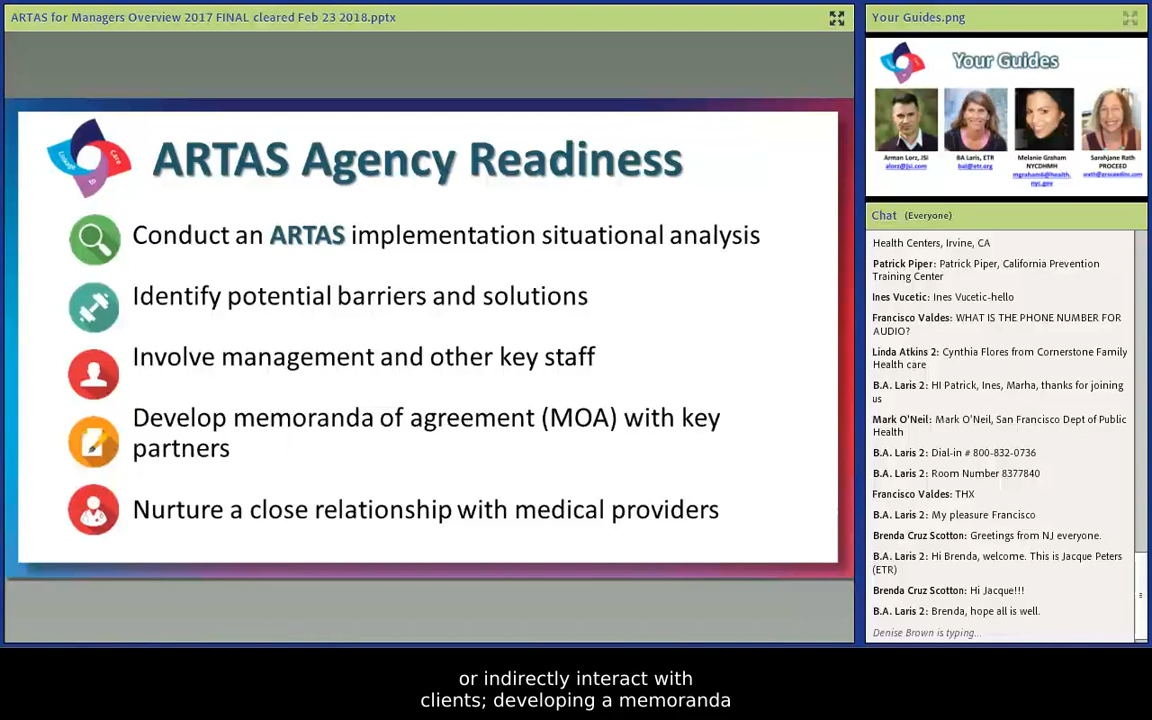 ARTAS for Managers Overview 2017 FINAL cleared Feb 23 2018.pptx
ARTAS Agency Readiness
Linkage
to
Care
Conduct an ARTAS implementation situational analysis
Identify potential barriers and solutions
Involve management and other key staff
Develop memoranda of agreement (MOA) with key
partners
Nurture a close relationship with medical providers
Your Guides.png
Your Guides
Arman Lorz, JSI
alorz@jsi.com
BA Laris, ETR
bal@etr.org
Melanie Graham
NYCDHMH
mgraham6@health.
nyc.gov
Sarahjane Rath
PROCEED
srath@proceedinc.com
Chat (Everyone)
Health Centers, Irvine, CA
Patrick Piper: Patrick Piper, California Prevention
Training Center
Ines Vucetic: Ines Vucetic-hello
Francisco Valdes: WHAT IS THE PHONE NUMBER FOR
AUDIO?
Linda Atkins 2: Cynthia Flores from Cornerstone Family
Health care
B.A. Laris 2: HI Patrick, Ines, Marha, thanks for joining
us
Mark O'Neil: Mark O'Neil, San Francisco Dept of Public
Health
B.A. Laris 2: Dial-in # 800-832-0736
B.A. Laris 2: Room Number 8377840
Francisco Valdes: THX
B.A. Laris 2: My pleasure Francisco
Brenda Cruz Scotton: Greetings from NJ everyone.
B.A. Laris 2: Hi Brenda, welcome. This is Jacque Peters
(ETR)
Brenda Cruz Scotton: Hi Jacque!!!
B.A. Laris 2: Brenda, hope all is well.
Denise Brown is typing...
or indirectly interact with
clients; developing a memoranda